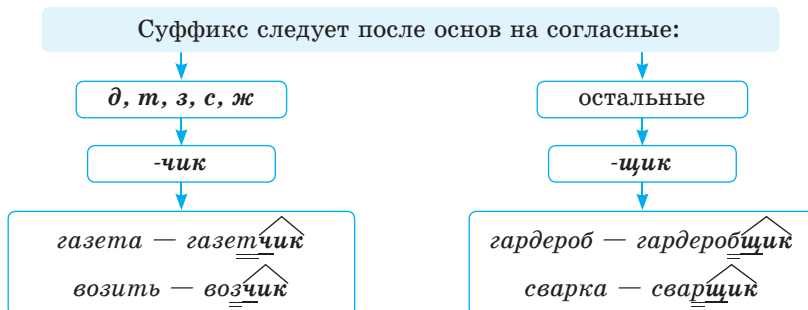 Суффикс следует после основ на согласные:
д, т, з, с, ж
остальные
-чик
-щик
газета — газетчик
возить — возчик
гардероб — гардеробщик
сварка — сварщик